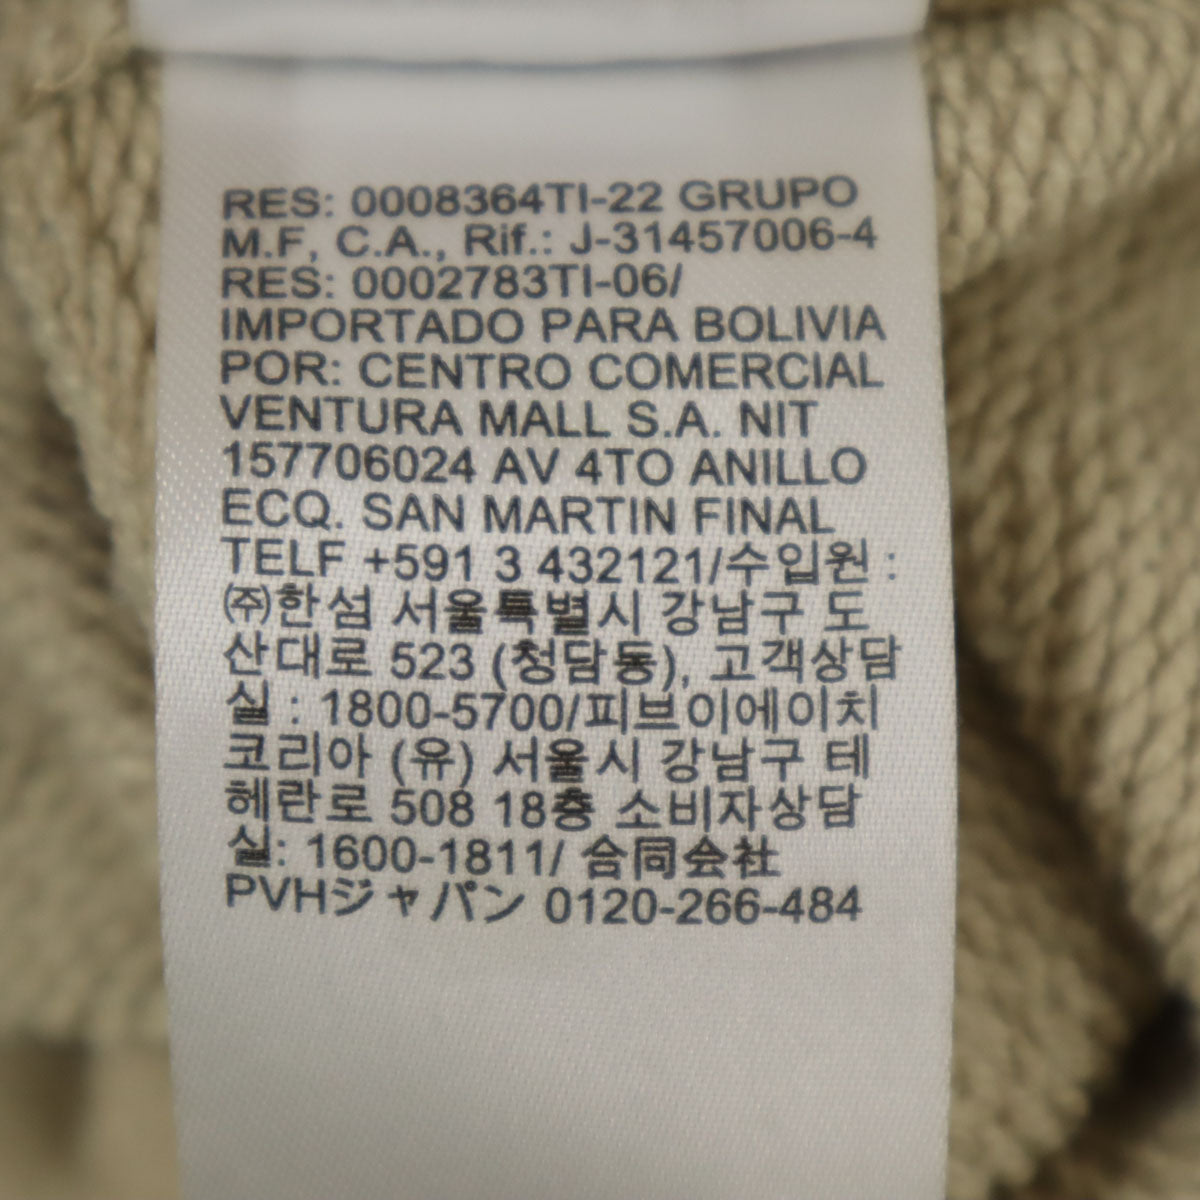 RES: 0008364TI-22 GRUPO
M.F, C.A., Rif.: J-31457006-4
RES: 0002783TI-06/
IMPORTADO PARA BOLIVIA
POR: CENTRO COMERCIAL
VENTURA MALL S.A. NIT
157706024 AV 4TO ANILLO
ECQ. SAN MARTIN FINAL
TELF +591 3 432121/수입원 :
㈜한섬 서울특별시 강남구 도
산대로 523 (청담동), 고객상담
실 : 1800-5700/피브이에이치
코리아 (유) 서울시 강남구 테
헤란로 508 18층 소비자상담
실: 1600-1811/ 合同会社
PVHジャパン 0120-266-484